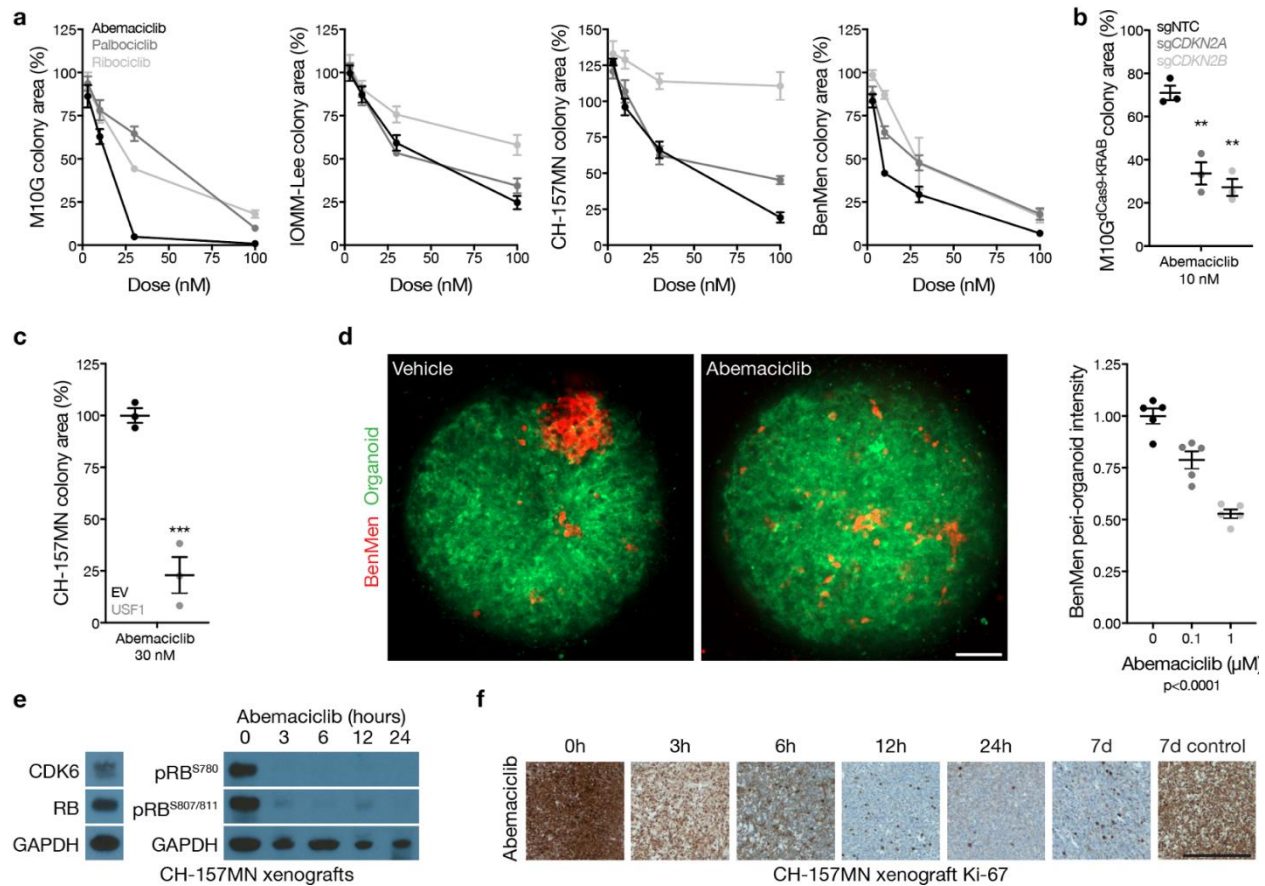 a
M10G colony area (%)
Abemaciclib
Palbociclib
Ribociclib
125
100
75
50
25
0
0 25 50 75 100
Dose (nM)
IOMM-Lee colony area (%)
125
100
75
50
25
0
0 25 50 75 100
Dose (nM)
CH-157MN colony area (%)
150
125
100
75
50
25
0
0 25 50 75 100
Dose (nM)
BenMen colony area (%)
125
100
75
50
25
0
0 25 50 75 100
Dose (nM)
b
M10G dCas9-KRAB colony area (%)
sgNTC
sgCDKN2A
sgCDKN2B
100
80
60
40
20
0
**
**
Abemaciclib
10 nM
c
CH-157MN colony area (%)
125
100
75
50
25
0
***
EV
USF1
Abemaciclib
30 nM
d
BenMen Organoid
Vehicle
Abemaciclib
BenMen peri-organoid intensity
1.25
1.00
0.75
0.50
0.25
0.00
0 0.1 1
Abemaciclib (µM)
p<0.0001
e
Abemaciclib (hours)
0 3 6 12 24
CDK6
RB
GAPDH
pRB S780
pRB S807/811
GAPDH
CH-157MN xenografts
f
0h 3h 6h 12h 24h 7d 7d control
Abemaciclib
CH-157MN xenograft Ki-67